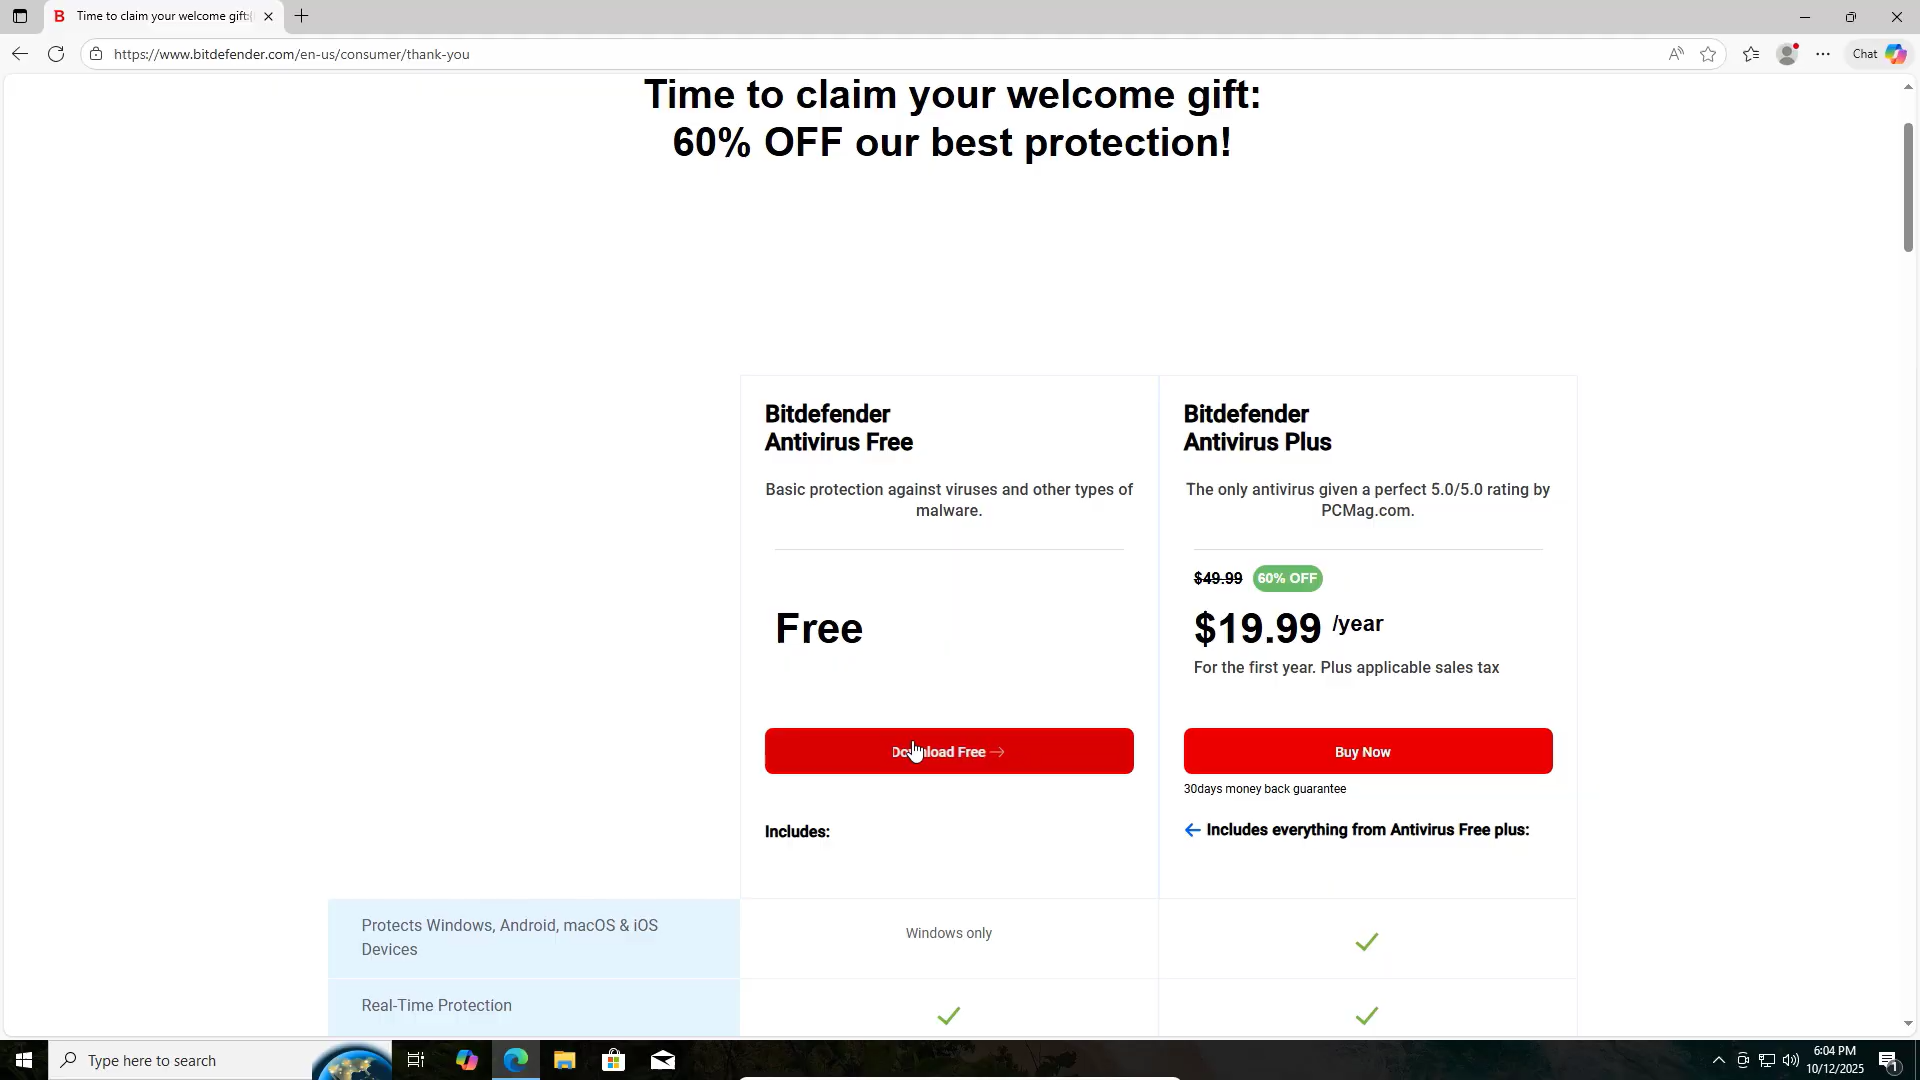 Time to claim your welcome gift:
https://www.bitdefender.com/en-us/consumer/thank-you
Chat
Time to claim your welcome gift:
60% OFF our best protection!
Bitdefender
Antivirus Free
Basic protection against viruses and other types of
malware.
Free
Download Free
Includes:
Bitdefender
Antivirus Plus
The only antivirus given a perfect 5.0/5.0 rating by
PCMag.com.
$49.99 60% OFF
$19.99 /year
For the first year. Plus applicable sales tax
Buy Now
30days money back guarantee
Includes everything from Antivirus Free plus:
Protects Windows, Android, macOS & iOS
Devices
Windows only
Real-Time Protection
Type here to search
6:04 PM
10/12/2025
1